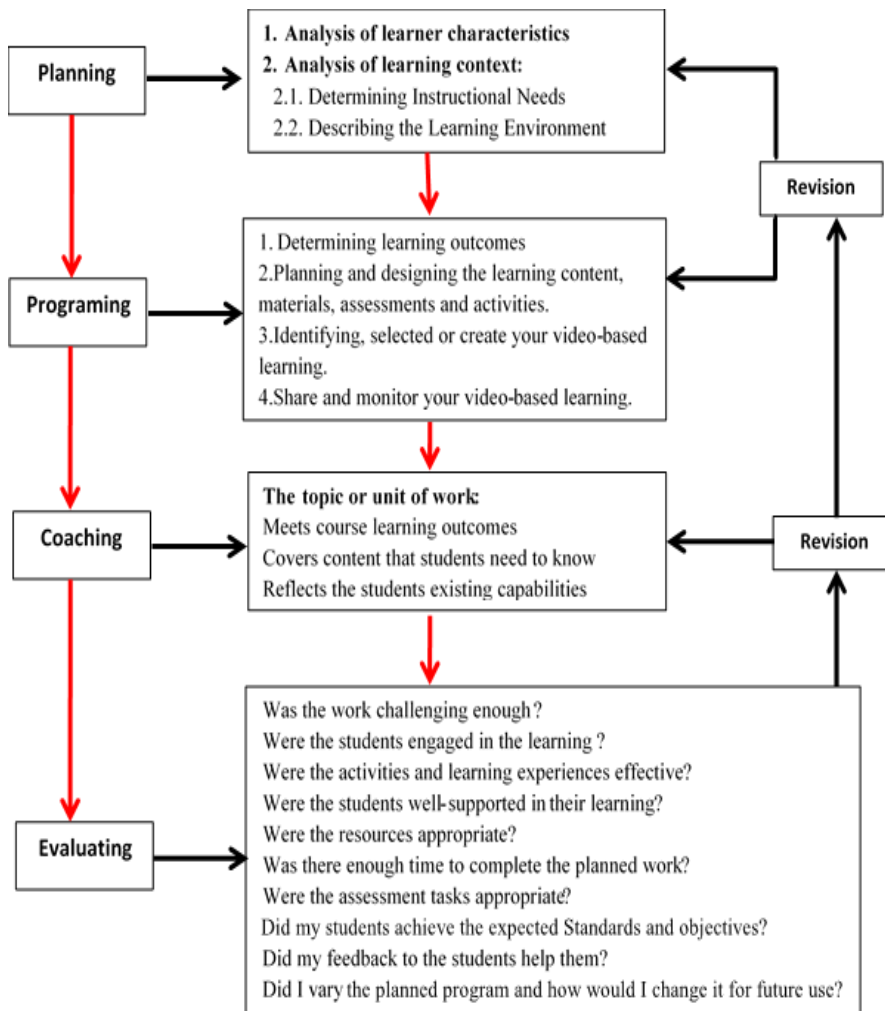 Planning
1. Analysis of learner characteristics
2. Analysis of learning context:
2.1. Determining Instructional Needs
2.2. Describing the Learning Environment
Revision
Programing
1. Determining learning outcomes
2.Planning and designing the learning content,
materials, assessments and activities.
3.Identifying, selected or create your video-based
learning.
4.Share and monitor your video-based learning.
Coaching
The topic or unit of work:
Meets course learning outcomes
Covers content that students need to know
Reflects the students existing capabilities
Revision
Evaluating
Was the work challenging enough?
Were the students engaged in the learning ?
Were the activities and learning experiences effective?
Were the students well-supported in their learning?
Were the resources appropriate?
Was there enough time to complete the planned work?
Were the assessment tasks appropriate?
Did my students achieve the expected Standards and objectives?
Did my feedback to the students help them?
Did I vary the planned program and how would I change it for future use?